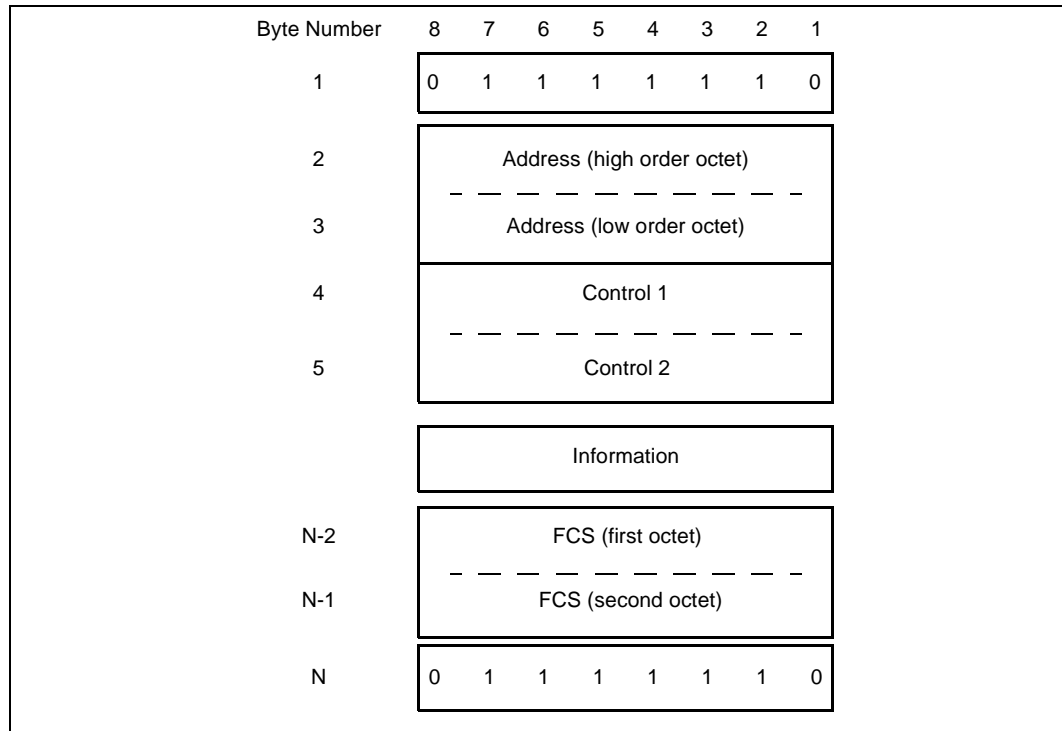 Byte Number 8 7 6 5 4 3 2 1
1 0 1 1 1 1 1 1 0
2 Address (high order octet)
3 Address (low order octet)
4 Control 1
5 Control 2
Information
N-2 FCS (first octet)
N-1 FCS (second octet)
N 0 1 1 1 1 1 1 0